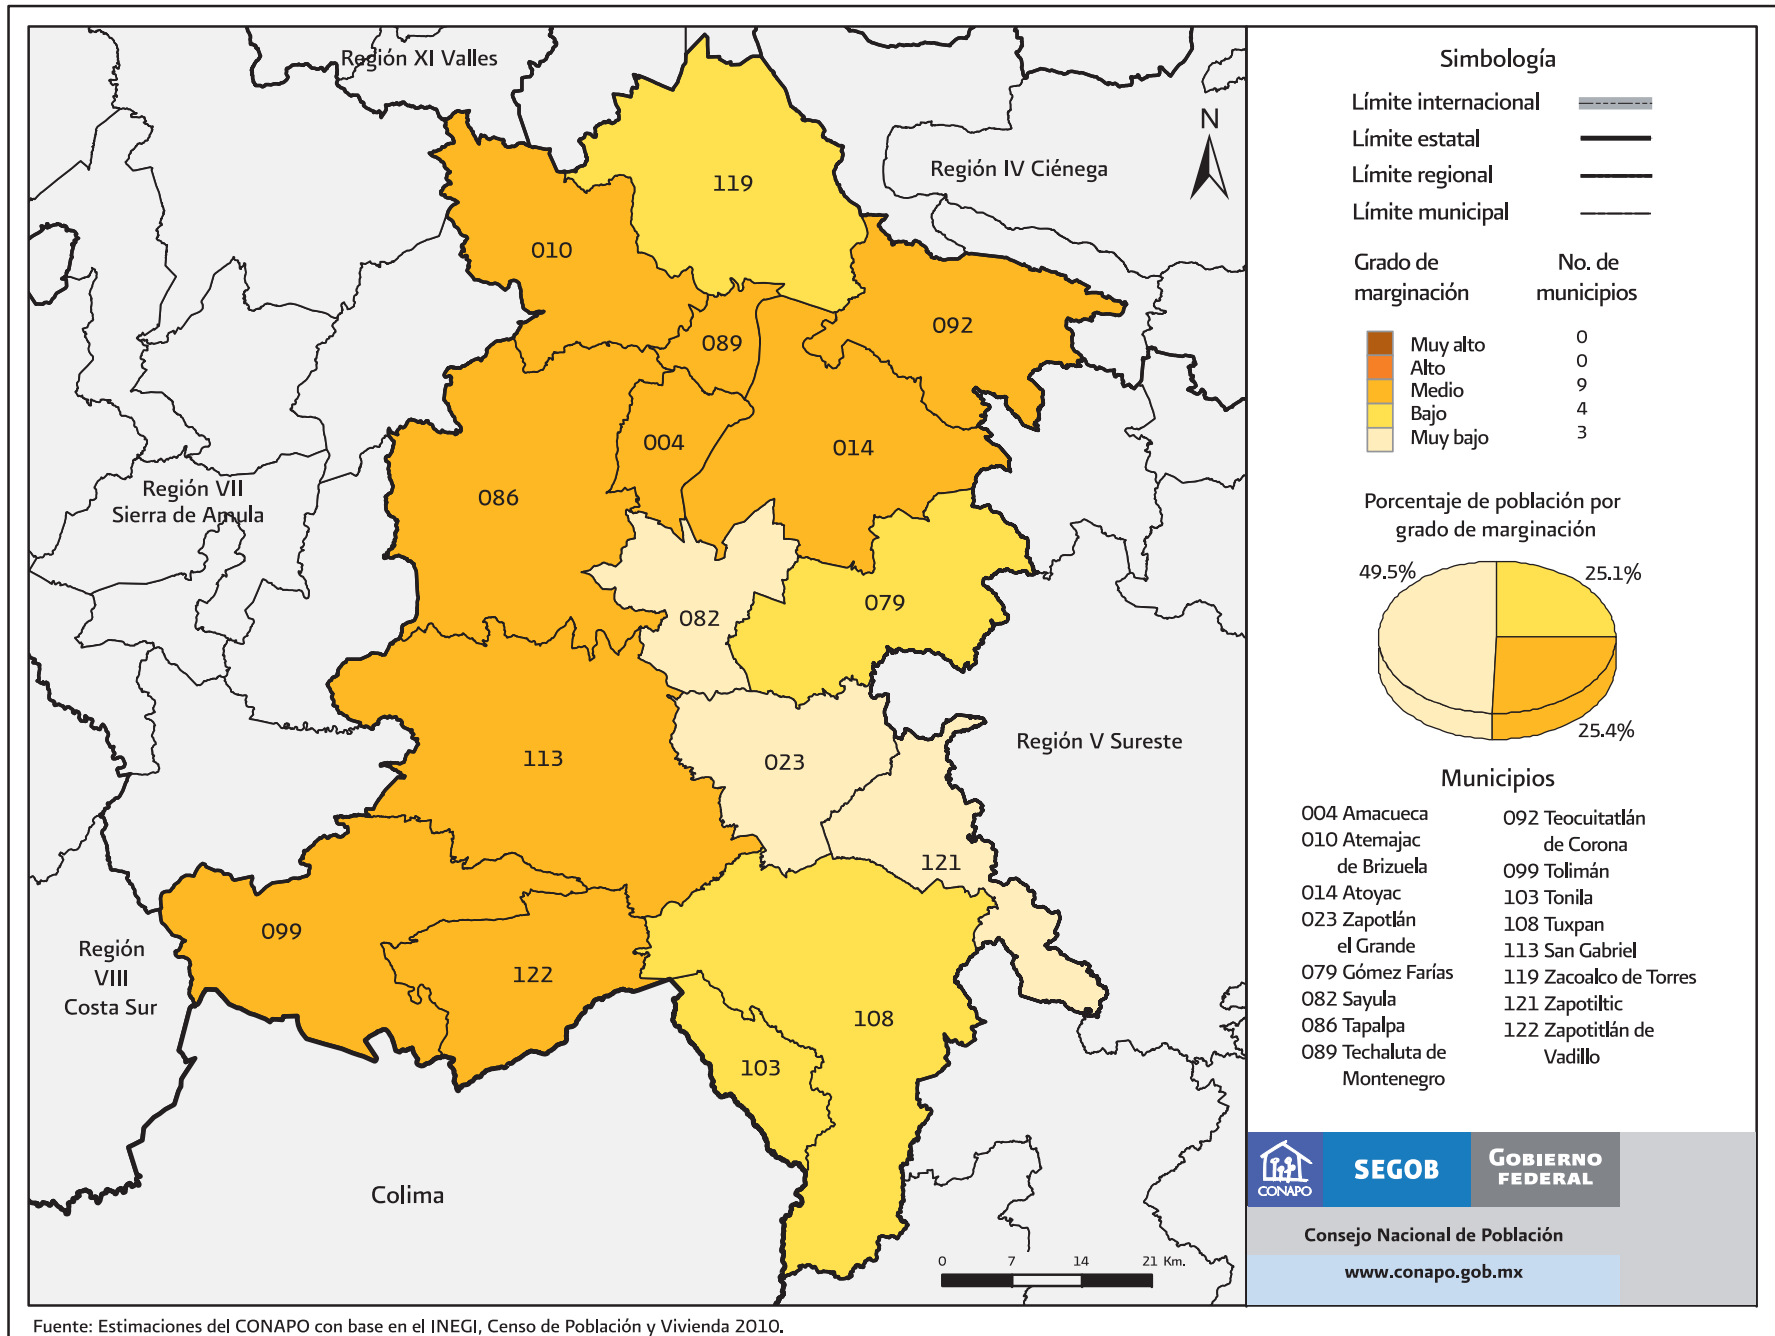 Región XI Valles
N
119
Región IV Ciénega
010
092
089
004
014
086
Región VII
Sierra de Amula
082
079
113
023
Región V Sureste
121
099
122
Región
VIII
Costa Sur
108
103
Colima
0 7 14 21 Km.
Simbología
Límite internacional
Límite estatal
Límite regional
Límite municipal
Grado de
marginación
No. de
municipios
Muy alto 0
Alto 0
Medio 9
Bajo 4
Muy bajo 3
Porcentaje de población por
grado de marginación
49.5% 25.1%
25.4%
Municipios
004 Amacueca
010 Atemajac
de Brizuela
014 Atoyac
023 Zapotlán
el Grande
079 Gómez Farías
082 Sayula
086 Tapalpa
089 Techaluta de
Montenegro
092 Teocuitatlán
de Corona
099 Tolimán
103 Tonila
108 Tuxpan
113 San Gabriel
119 Zacoalco de Torres
121 Zapotiltic
122 Zapotitlán de
Vadillo
CONAPO
SEGOB
GOBIERNO
FEDERAL
Consejo Nacional de Población
www.conapo.gob.mx
Fuente: Estimaciones del CONAPO con base en el INEGI, Censo de Población y Vivienda 2010.